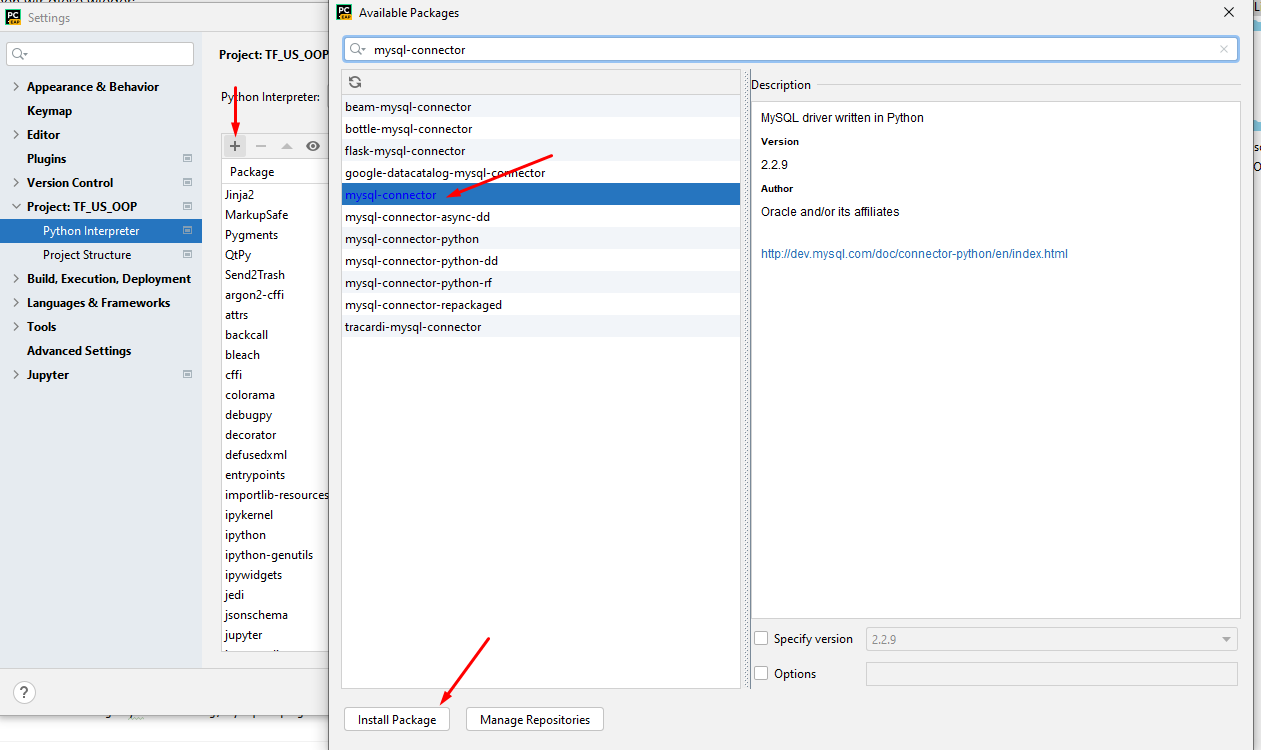 Settings
Project: TF_US_OOP
Python Interpreter:
Appearance & Behavior
Keymap
Editor
Plugins
Version Control
Project: TF_US_OOP
Python Interpreter
Project Structure
Build, Execution, Deployment
Languages & Frameworks
Tools
Advanced Settings
Jupyter
Package
Jinja2
MarkupSafe
Pygments
QtPy
Send2Trash
argon2-cffi
attrs
backcall
bleach
cffi
colorama
debugpy
decorator
defusedxml
entrypoints
importlib-resources
ipykernel
ipython
ipython-genutils
ipywidgets
jedi
jsonschema
jupyter
?
PC
EAP
Available Packages
mysql-connector
beam-mysql-connector
bottle-mysql-connector
flask-mysql-connector
google-datacatalog-mysql-connector
mysql-connector
mysql-connector-async-dd
mysql-connector-python
mysql-connector-python-dd
mysql-connector-python-rf
mysql-connector-repackaged
tracardi-mysql-connector
Description
MySQL driver written in Python
Version
2.2.9
Author
Oracle and/or its affiliates
http://dev.mysql.com/doc/connector-python/en/index.html
Specify version
2.2.9
Options
Install Package
Manage Repositories